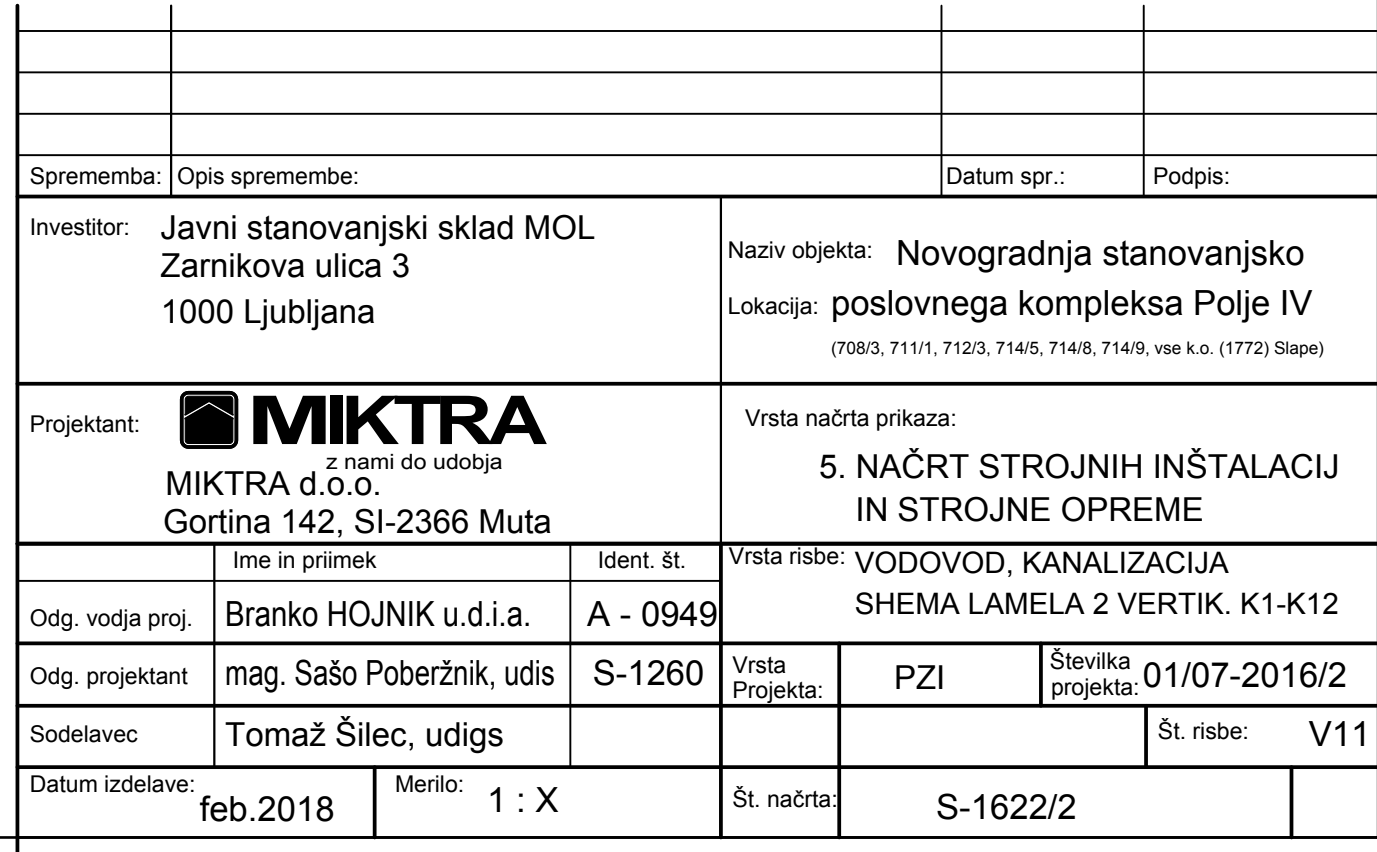 Sprememba: Opis spremembe: Datum spr.: Podpis:
Investitor: Javni stanovanjski sklad MOL
Zarnikova ulica 3
1000 Ljubljana
Naziv objekta: Novogradnja stanovanjsko
Lokacija: poslovnega kompleksa Polje IV
(708/3, 711/1, 712/3, 714/5, 714/8, 714/9, vse k.o. (1772) Slape)
Projektant: MIKTRA
z nami do udobja
MIKTRA d.o.o.
Gortina 142, SI-2366 Muta
Vrsta načrta prikaza:
5. NAČRT STROJNIH INŠTALACIJ
IN STROJNE OPREME
Ime in priimek Ident. št.
Vrsta risbe: VODOVOD, KANALIZACIJA
SHEMA LAMELA 2 VERTIK. K1-K12
Odg. vodja proj. Branko HOJNIK u.d.i.a. A - 0949
Odg. projektant mag. Sašo Poberžnik, udis S-1260
Vrsta
Projekta: PZI
Številka
projekta: 01/07-2016/2
Sodelavec Tomaž Šilec, udigs
Št. risbe: V11
Datum izdelave: feb.2018 Merilo: 1 : X
Št. načrta: S-1622/2